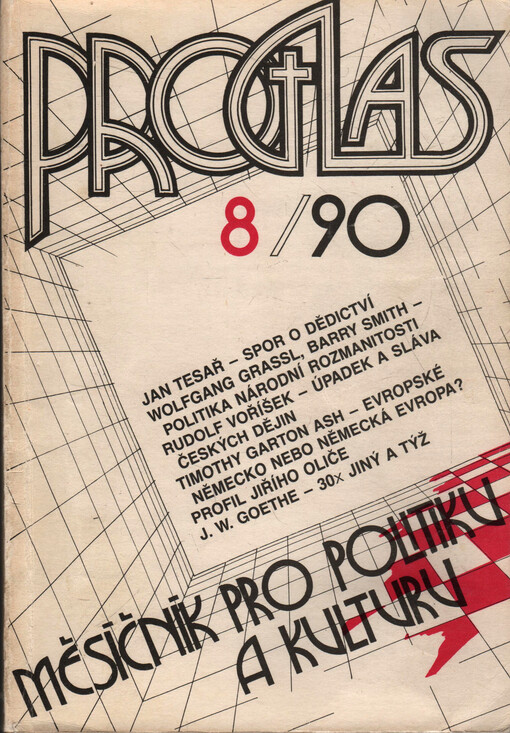 PROGLAS
8/90
JAN TESAŘ – SPOR O DĚDICTVÍ
WOLFGANG GRASSL, BARRY SMITH –
POLITIKA NÁRODNÍ ROZMANITOSTI
RUDOLF VOŘÍŠEK – ÚPADEK A SLÁVA
ČESKÝCH DĚJIN
TIMOTHY GARTON ASH – EVROPSKÉ
NĚMECKO NEBO NĚMECKÁ EVROPA?
PROFIL JIŘÍHO OLIČE
J. W. GOETHE – 30x JINÝ A TÝŽ
MĚSÍČNÍK PRO POLITIKU
A KULTURU